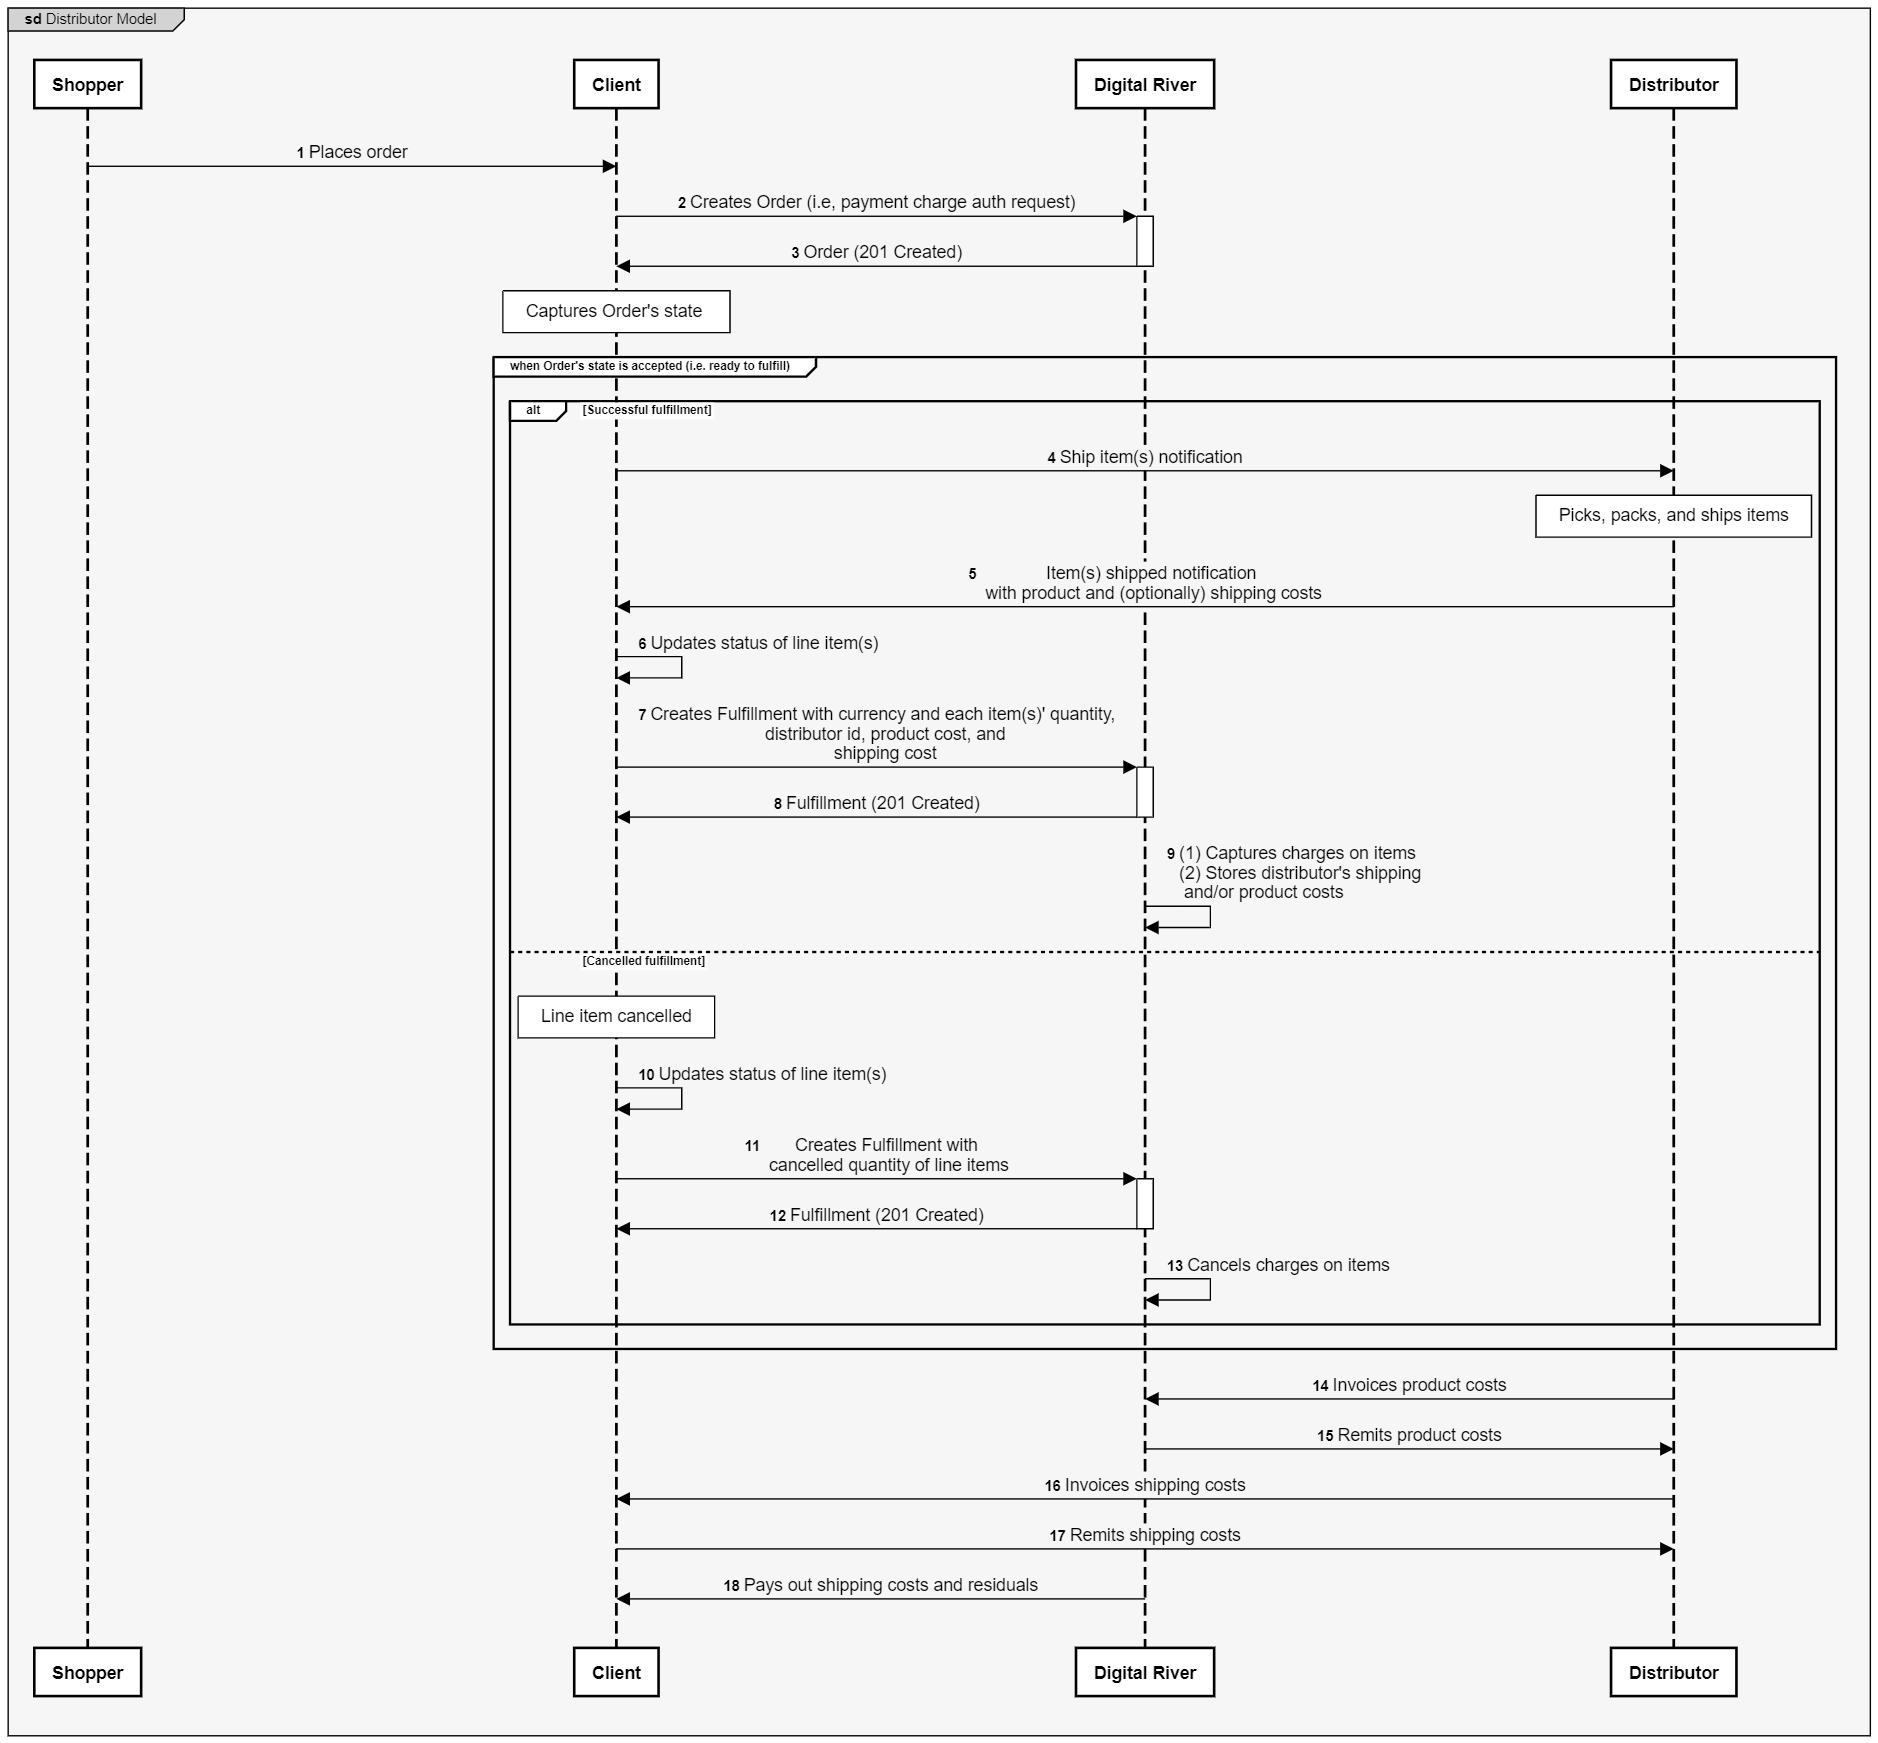 sd Distributor Model
Shopper
Client
Digital River
Distributor
1 Places order
2 Creates Order (i.e, payment charge auth request)
3 Order (201 Created)
Captures Order's state
when Order's state is accepted (i.e. ready to fulfill)
alt
[Successful fulfillment]
4 Ship item(s) notification
Picks, packs, and ships items
5 Item(s) shipped notification
with product and (optionally) shipping costs
6 Updates status of line item(s)
7 Creates Fulfillment with currency and each item(s)' quantity,
distributor id, product cost, and
shipping cost
8 Fulfillment (201 Created)
9 (1) Captures charges on items
(2) Stores distributor's shipping
and/or product costs
[Cancelled fulfillment]
Line item cancelled
10 Updates status of line item(s)
11 Creates Fulfillment with
cancelled quantity of line items
12 Fulfillment (201 Created)
13 Cancels charges on items
14 Invoices product costs
15 Remits product costs
16 Invoices shipping costs
17 Remits shipping costs
18 Pays out shipping costs and residuals
Shopper
Client
Digital River
Distributor